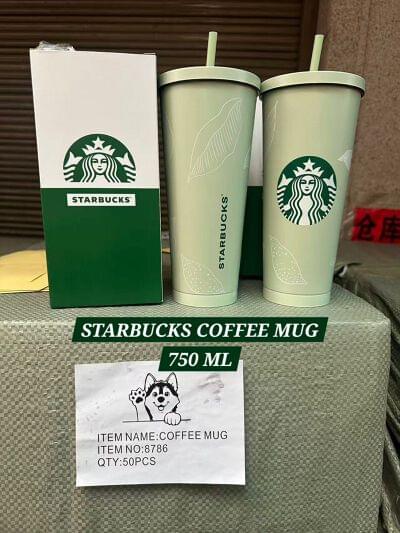 STARBUCKS
STARBUCKS
仓库
STARBUCKS COFFEE MUG
750 ML
ITEM NAME:COFFEE MUG
ITEM NO:8786
QTY:50PCS